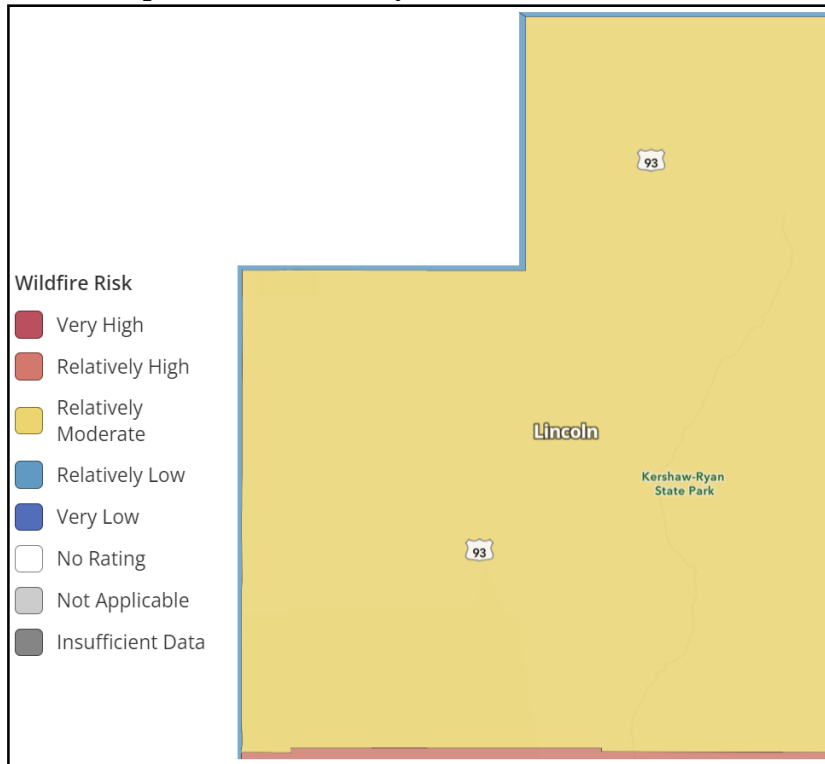 93
Wildfire Risk
Very High
Relatively High
Relatively
Moderate
Lincoln
Relatively Low
Kershaw-Ryan
State Park
Very Low
93
No Rating
Not Applicable
Insufficient Data